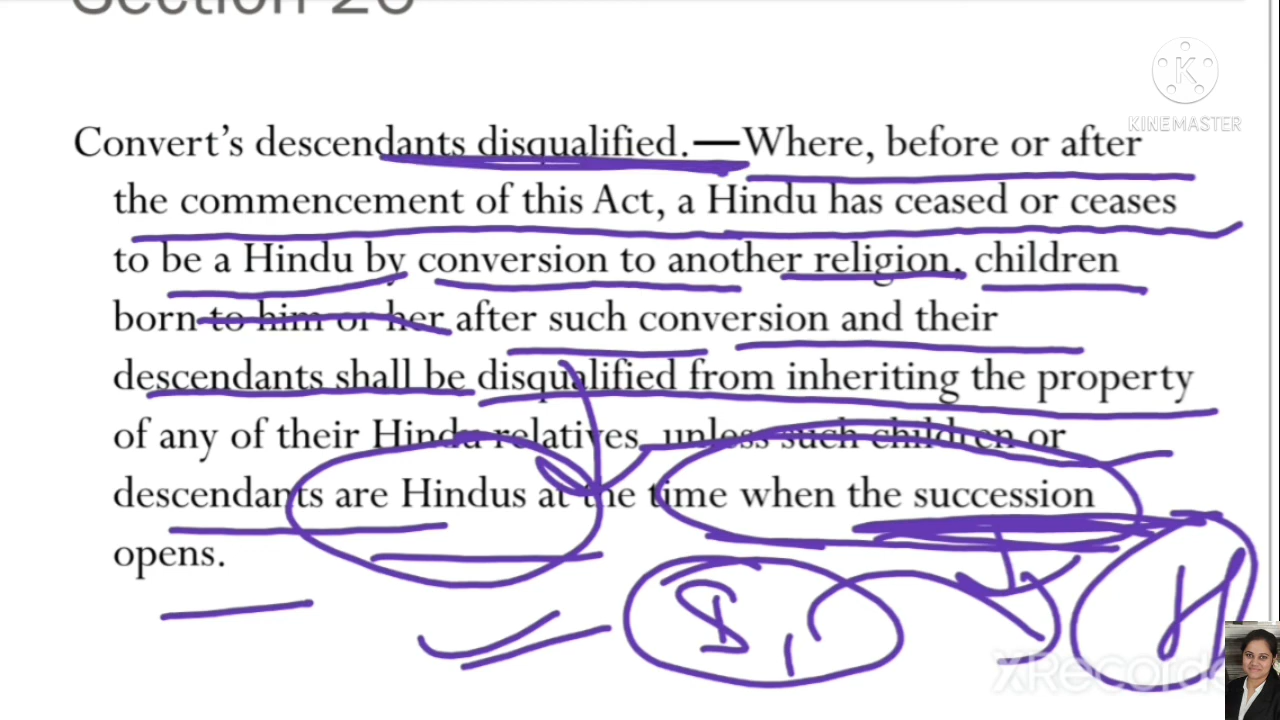 Section 26
K
KINEMASTER
Convert's descendants disqualified.—Where, before or after
the commencement of this Act, a Hindu has ceased or ceases
to be a Hindu by conversion to another religion, children
born to him or her after such conversion and their
descendants shall be disqualified from inheriting the property
of any of their Hindu relatives, unless such children or
descendants are Hindus at the time when the succession
opens.
H